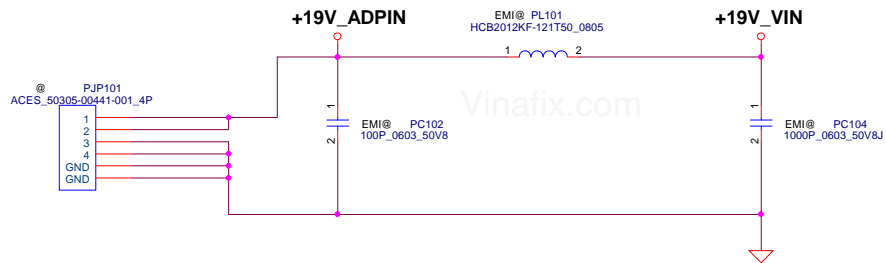 +19V_ADPIN
EMI@ PL101
HCB2012KF-121T50_0805
+19V_VIN
1
2
@ PJP101
ACES_50305-00441-001_4P
1
2
3
4
GND
GND
1
EMI@ PC102
100P_0603_50V8
2
Vinafix.com
1
EMI@ PC104
1000P_0603_50V8J
2